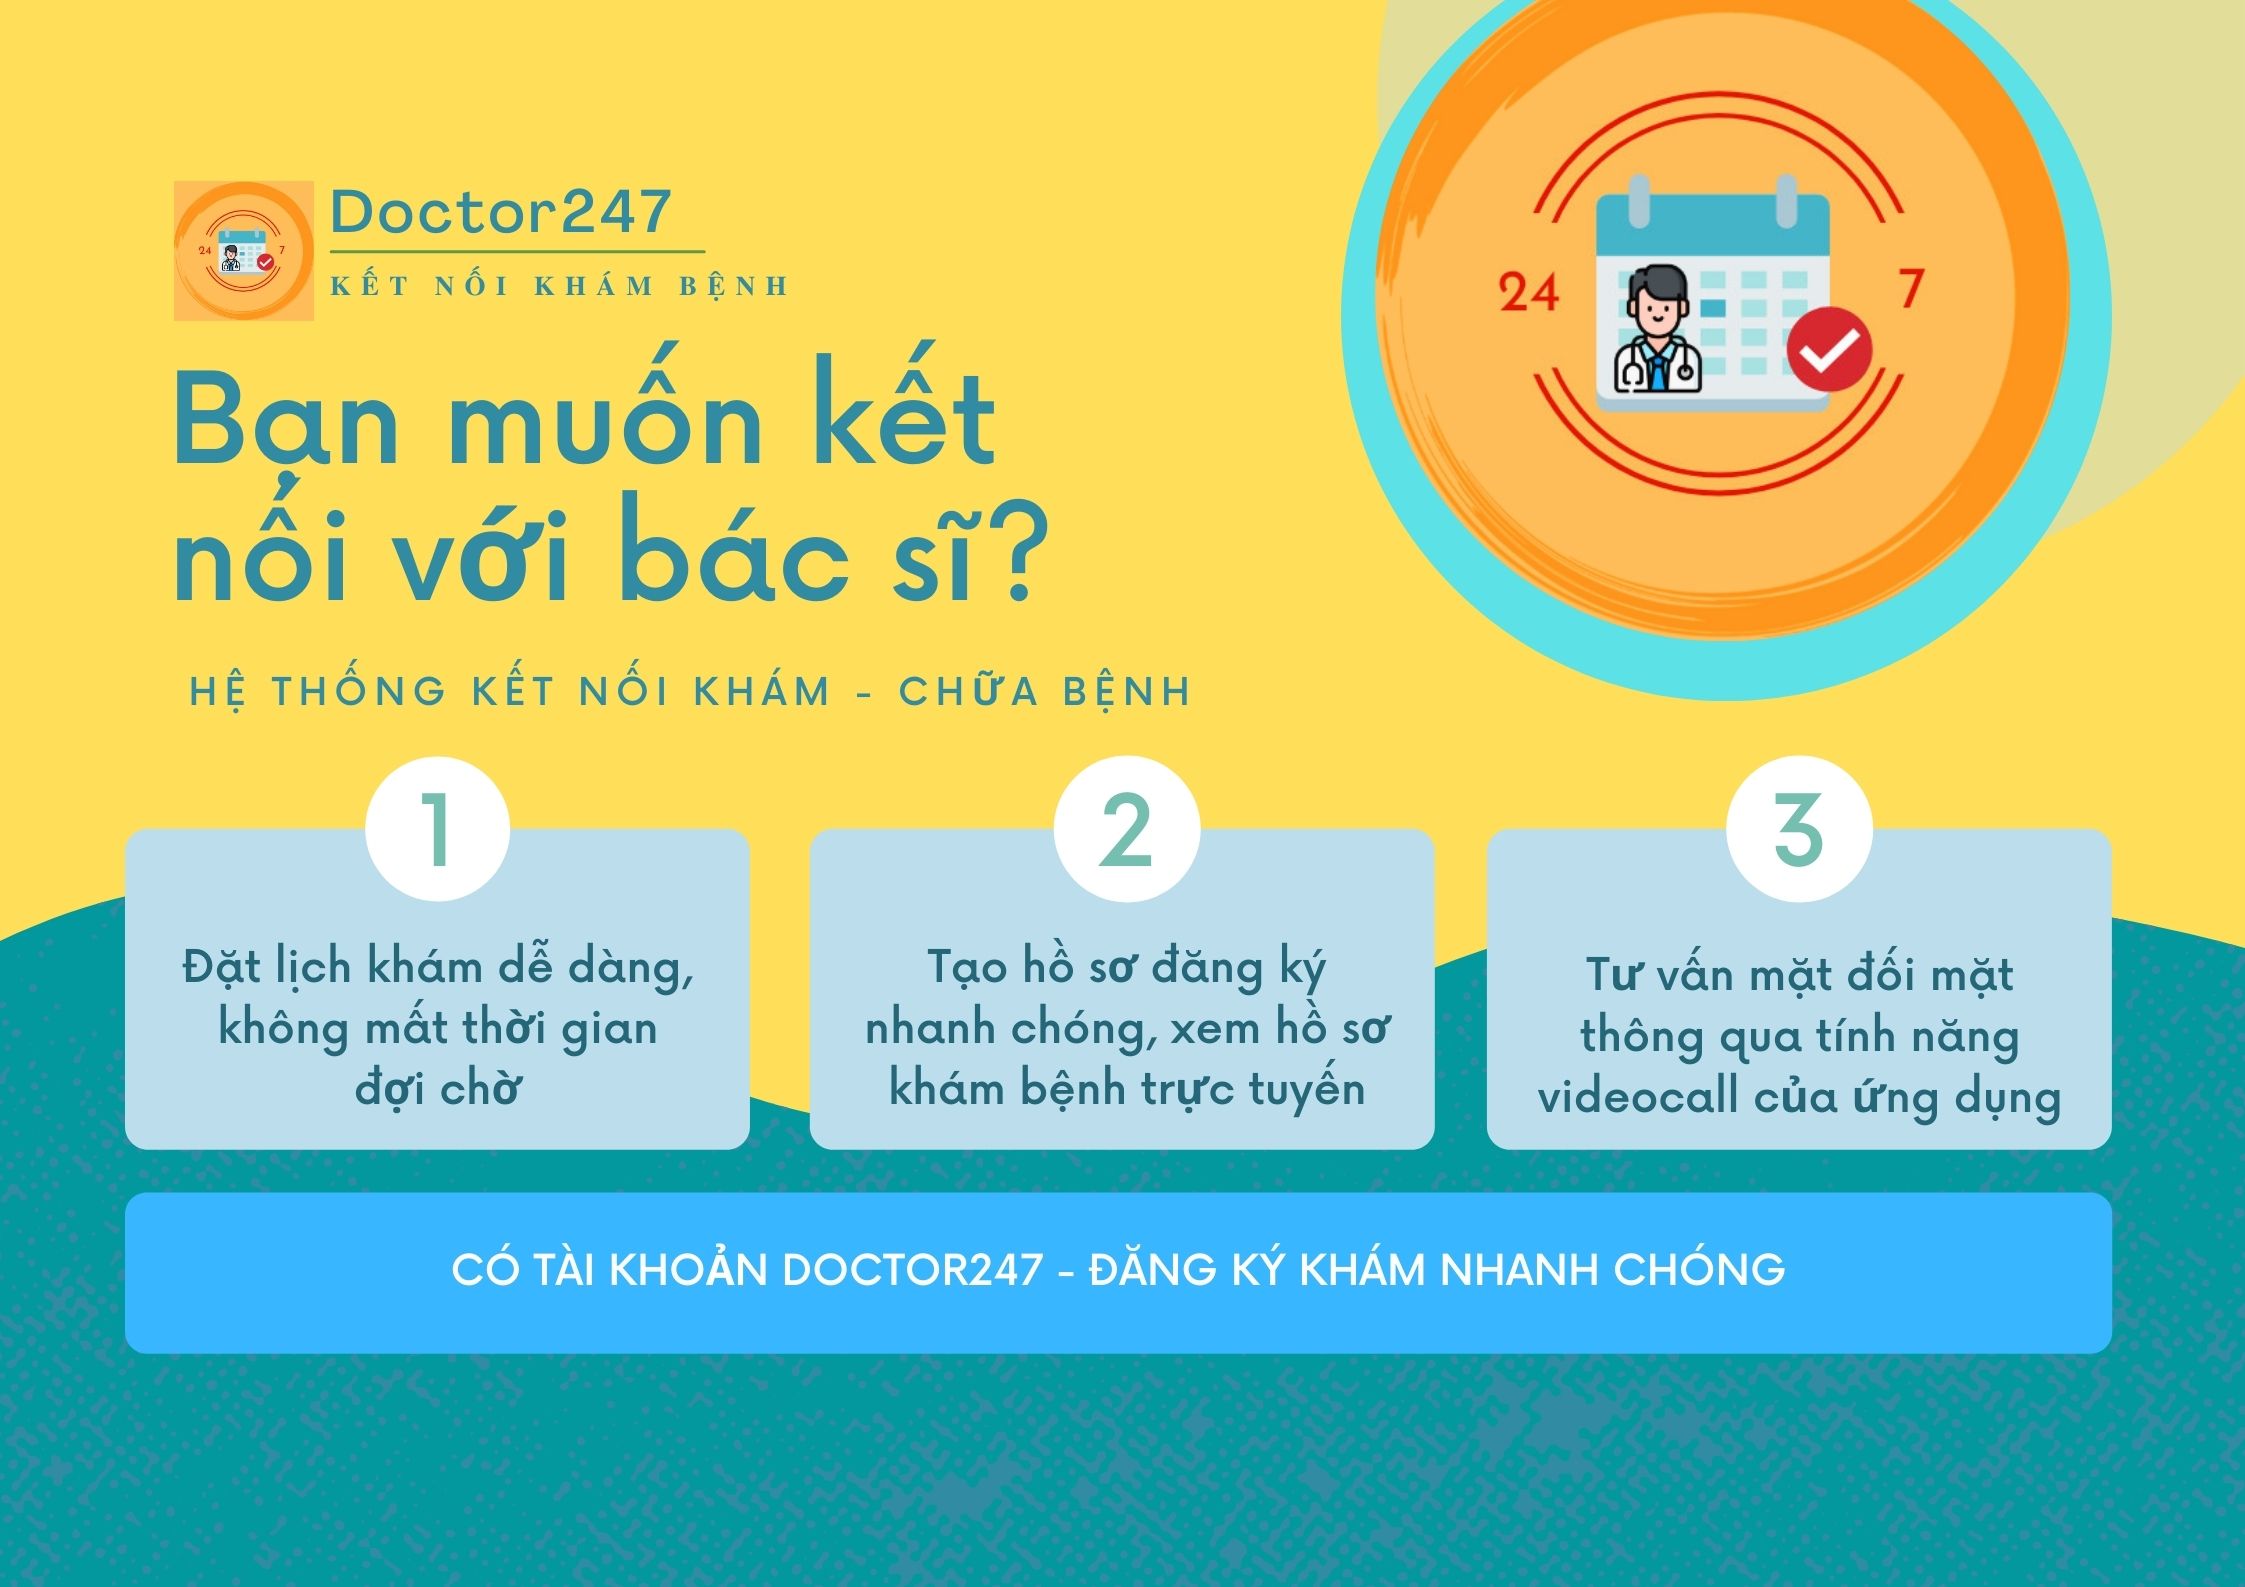 24 7
Doctor247
KẾT NỐI KHÁM BỆNH
24 7
Bạn muốn kết
nối với bác sĩ?
HỆ THỐNG KẾT NỐI KHÁM - CHỮA BỆNH
1
Đặt lịch khám dễ dàng,
không mất thời gian
đợi chờ
2
Tạo hồ sơ đăng ký
nhanh chóng, xem hồ sơ
khám bệnh trực tuyến
3
Tư vấn mặt đối mặt
thông qua tính năng
videocall của ứng dụng
CÓ TÀI KHOẢN DOCTOR247 - ĐĂNG KÝ KHÁM NHANH CHÓNG